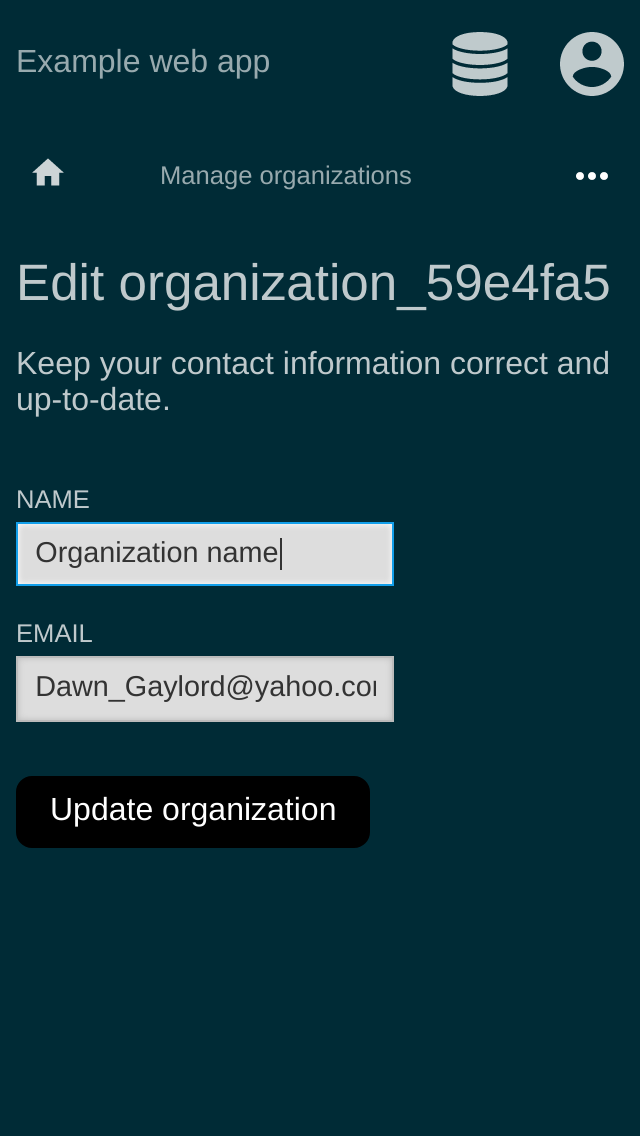 Example web app
Manage organizations
Edit organization_59e4fa5
Keep your contact information correct and
up-to-date.
NAME
Organization name
EMAIL
Dawn_Gaylord@yahoo.co
Update organization